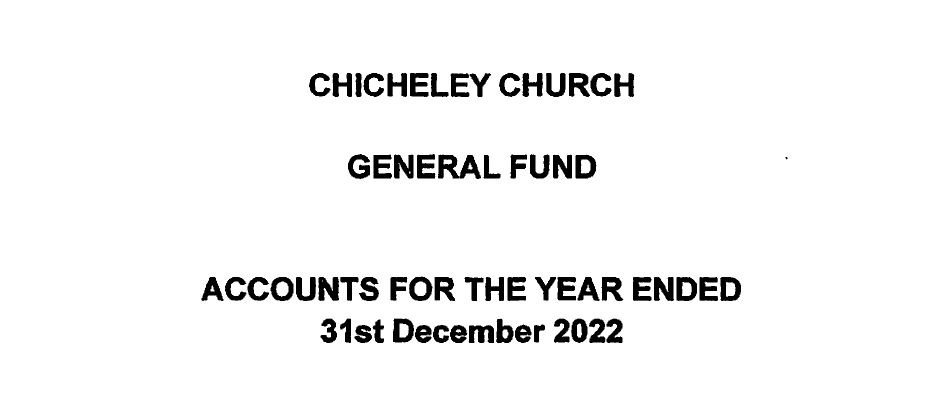 CHICHELEY CHURCH
GENERAL FUND
ACCOUNTS FOR THE YEAR ENDED
31st December 2022